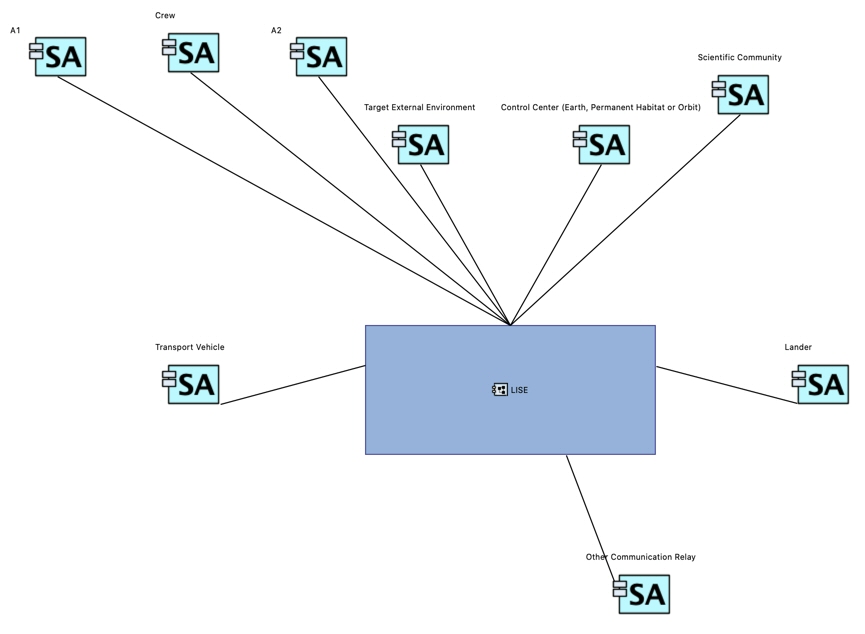 Crew
A1
A2
SA
SA
SA
Scientific Community
SA
Target External Environment
Control Center (Earth, Permanent Habitat or Orbit)
SA
SA
Transport Vehicle
Lander
SA
LISE
SA
Other Communication Relay
SA